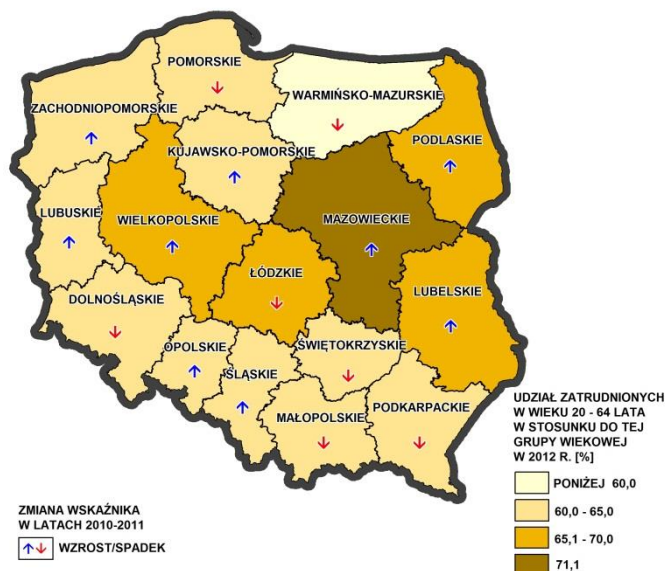 POMORSKIE
WARMIŃSKO-MAZURSKIE
ZACHODNIOPOMORSKIE
PODLASKIE
KUJAWSKO-POMORSKIE
LUBUSKIE
WIELKOPOLSKIE
MAZOWIECKIE
ŁÓDZKIE
DOLNOŚLĄSKIE
LUBELSKIE
OPOLSKIE
ŚWIĘTOKRZYSKIE
ŚLĄSKIE
MAŁOPOLSKIE
PODKARPACKIE
UDZIAŁ ZATRUDNIONYCH
W WIEKU 20 - 64 LATA
W STOSUNKU DO TEJ
GRUPY WIEKOWEJ
W 2012 R. [%]
PONIŻEJ 60,0
60,0 - 65,0
65,1 - 70,0
71,1
ZMIANA WSKAŹNIKA
W LATACH 2010-2011
WZROST/SPADEK